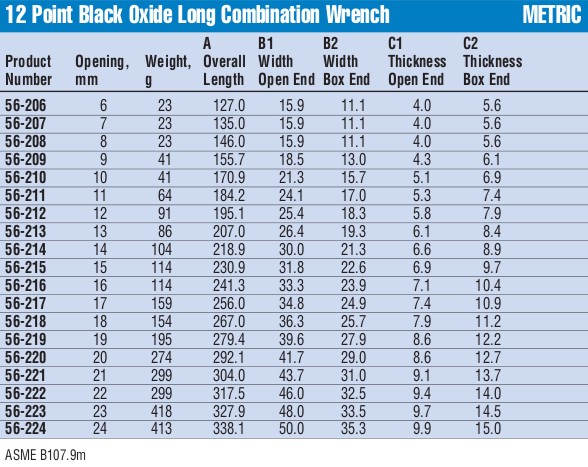 12 Point Black Oxide Long Combination Wrench METRIC
A B1 B2 C1 C2
Product Opening, Weight, Overall Width Width Thickness Thickness
Number mm g Length Open End Box End Open End Box End
56-206 6 23 127.0 15.9 11.1 4.0 5.6
56-207 7 23 135.0 15.9 11.1 4.0 5.6
56-208 8 23 146.0 15.9 11.1 4.0 5.6
56-209 9 41 155.7 18.5 13.0 4.3 6.1
56-210 10 41 170.9 21.3 15.7 5.1 6.9
56-211 11 64 184.2 24.1 17.0 5.3 7.4
56-212 12 91 195.1 25.4 18.3 5.8 7.9
56-213 13 86 207.0 26.4 19.3 6.1 8.4
56-214 14 104 218.9 30.0 21.3 6.6 8.9
56-215 15 114 230.9 31.8 22.6 6.9 9.7
56-216 16 114 241.3 33.3 23.9 7.1 10.4
56-217 17 159 256.0 34.8 24.9 7.4 10.9
56-218 18 154 267.0 36.3 25.7 7.9 11.2
56-219 19 195 279.4 39.6 27.9 8.6 12.2
56-220 20 274 292.1 41.7 29.0 8.6 12.7
56-221 21 299 304.0 43.7 31.0 9.1 13.7
56-222 22 299 317.5 46.0 32.5 9.4 14.0
56-223 23 418 327.9 48.0 33.5 9.7 14.5
56-224 24 413 338.1 50.0 35.3 9.9 15.0
ASME B107.9m